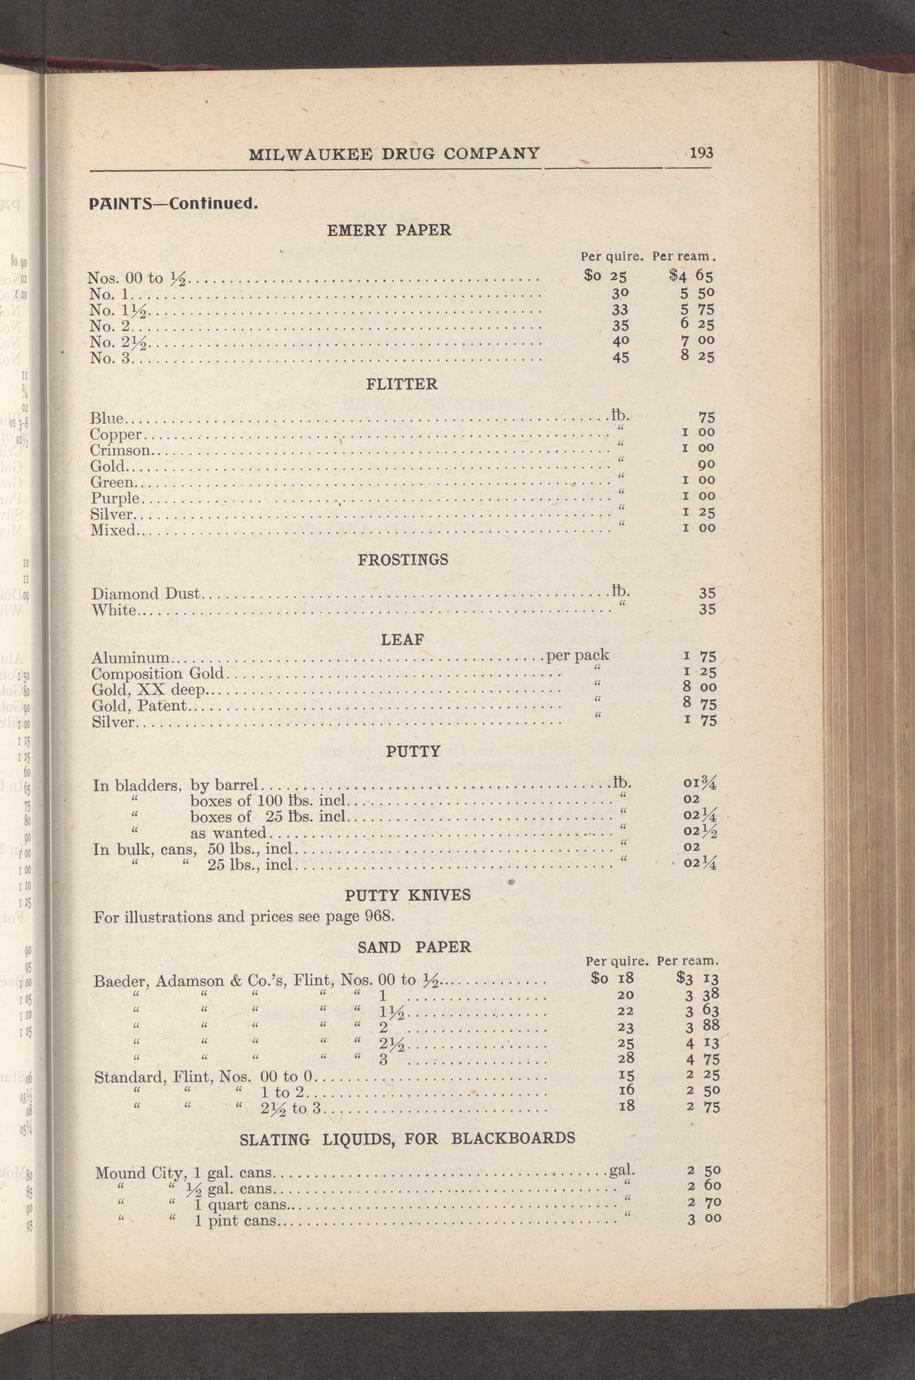 MILWAUKEE DRUG COMPANY 193
PAINTS—Continued.
EMERY PAPER
Per quire. Per ream.
Nos. 00 to ½ $0 25 $4 65
No. 1 30 5 50
No. 1½ 33 5 75
No. 2 35 6 25
No. 2½ 40 7 00
No. 3 45 8 25
FLITTER
Blue lb. 75
Copper " 1 00
Crimson " 1 00
Gold " 90
Green " 1 00
Purple " 1 00
Silver " 1 25
Mixed " 1 00
FROSTINGS
Diamond Dust lb. 35
White " 35
LEAF
Aluminum per pack 1 75
Composition Gold " 1 25
Gold, XX deep " 8 00
Gold, Patent " 8 75
Silver " 1 75
PUTTY
In bladders, by barrel lb. 01¾
" boxes of 100 lbs. incl " 02
" boxes of 25 lbs. incl " 02¼
" as wanted " 02½
In bulk, cans, 50 lbs., incl " 02
" " 25 lbs., incl " 02¼
PUTTY KNIVES
For illustrations and prices see page 968.
SAND PAPER
Per quire. Per ream.
Baeder, Adamson & Co.'s, Flint, Nos. 00 to ½ $0 18 $3 13
" " " " " 1 20 3 38
" " " " " 1½ 22 3 63
" " " " " 2 23 3 88
" " " " " 2½ 25 4 13
" " " " " 3 28 4 75
Standard, Flint, Nos. 00 to 0 15 2 25
" " " 1 to 2 16 2 50
" " " 2½ to 3 18 2 75
SLATING LIQUIDS, FOR BLACKBOARDS
Mound City, 1 gal. cans gal. 2 50
" " ½ gal. cans " 2 60
" " 1 quart cans " 2 70
" " 1 pint cans " 3 00